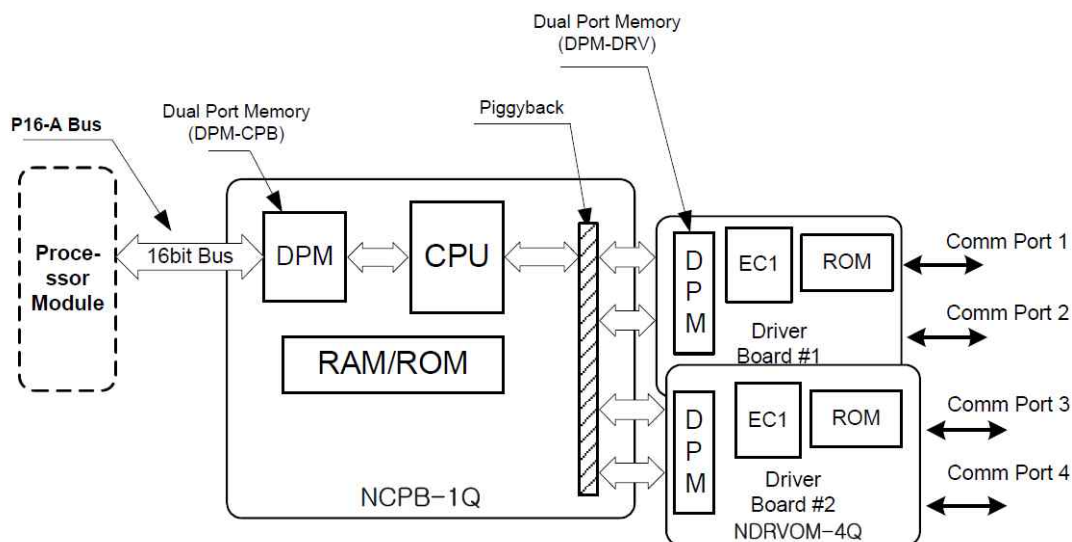 Dual Port Memory
(DPM-DRV)
P16-A Bus
Dual Port Memory
(DPM-CPB)
Piggyback
Proce-
ssor
Module
16bit Bus
DPM
CPU
RAM/ROM
NCPB-1Q
D
P
M
EC1
ROM
Driver
Board #1
Comm Port 1
Comm Port 2
D
P
M
EC1
ROM
Driver
Board #2
NDRVOM-4Q
Comm Port 3
Comm Port 4